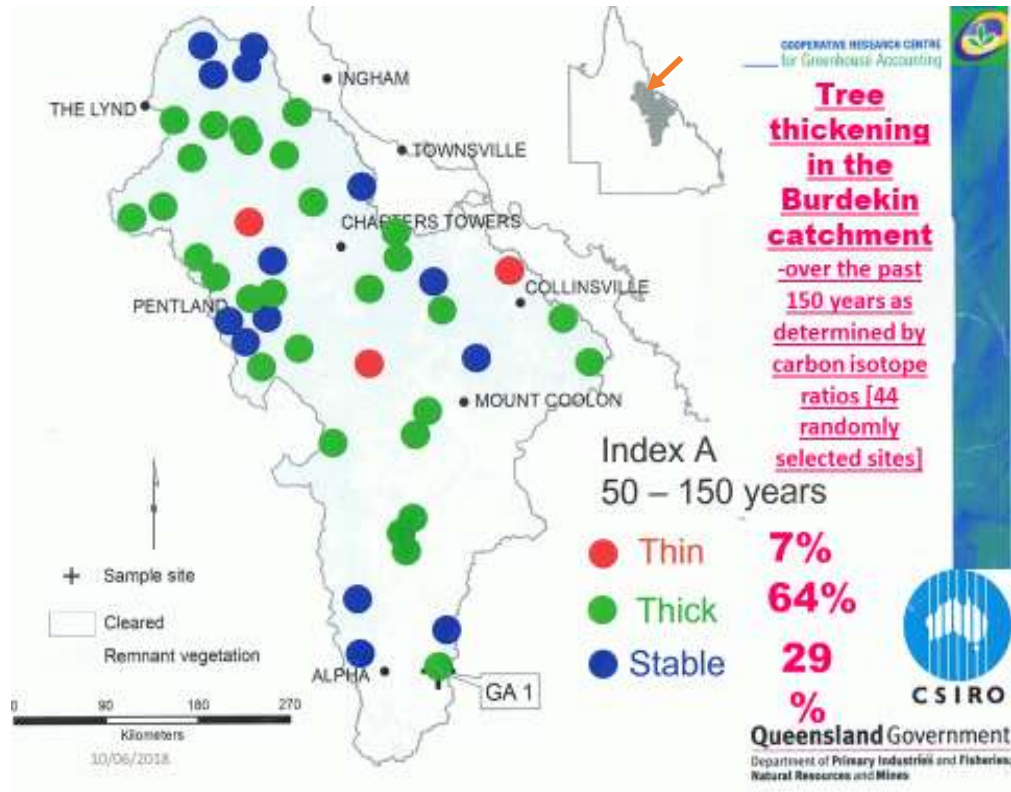 INGHAM
THE LYND
TOWNSVILLE
CHARTERS TOWERS
COLLINSVILLE
PENTLAND
MOUNT COOLON
ALPHA
GA 1
Sample site
Cleared
Remnant vegetation
0 90 180 270
Kilometers
10/06/2018
COOPERATIVE RESEARCH CENTRE
for Greenhouse Accounting
Tree
thickening
in the
Burdekin
catchment
-over the past
150 years as
determined by
carbon isotope
ratios [44
randomly
selected sites]
Index A
50 – 150 years
Thin 7%
Thick 64%
Stable 29
%
CSIRO
Queensland Government
Department of Primary Industries and Fisheries;
Natural Resources and Mines